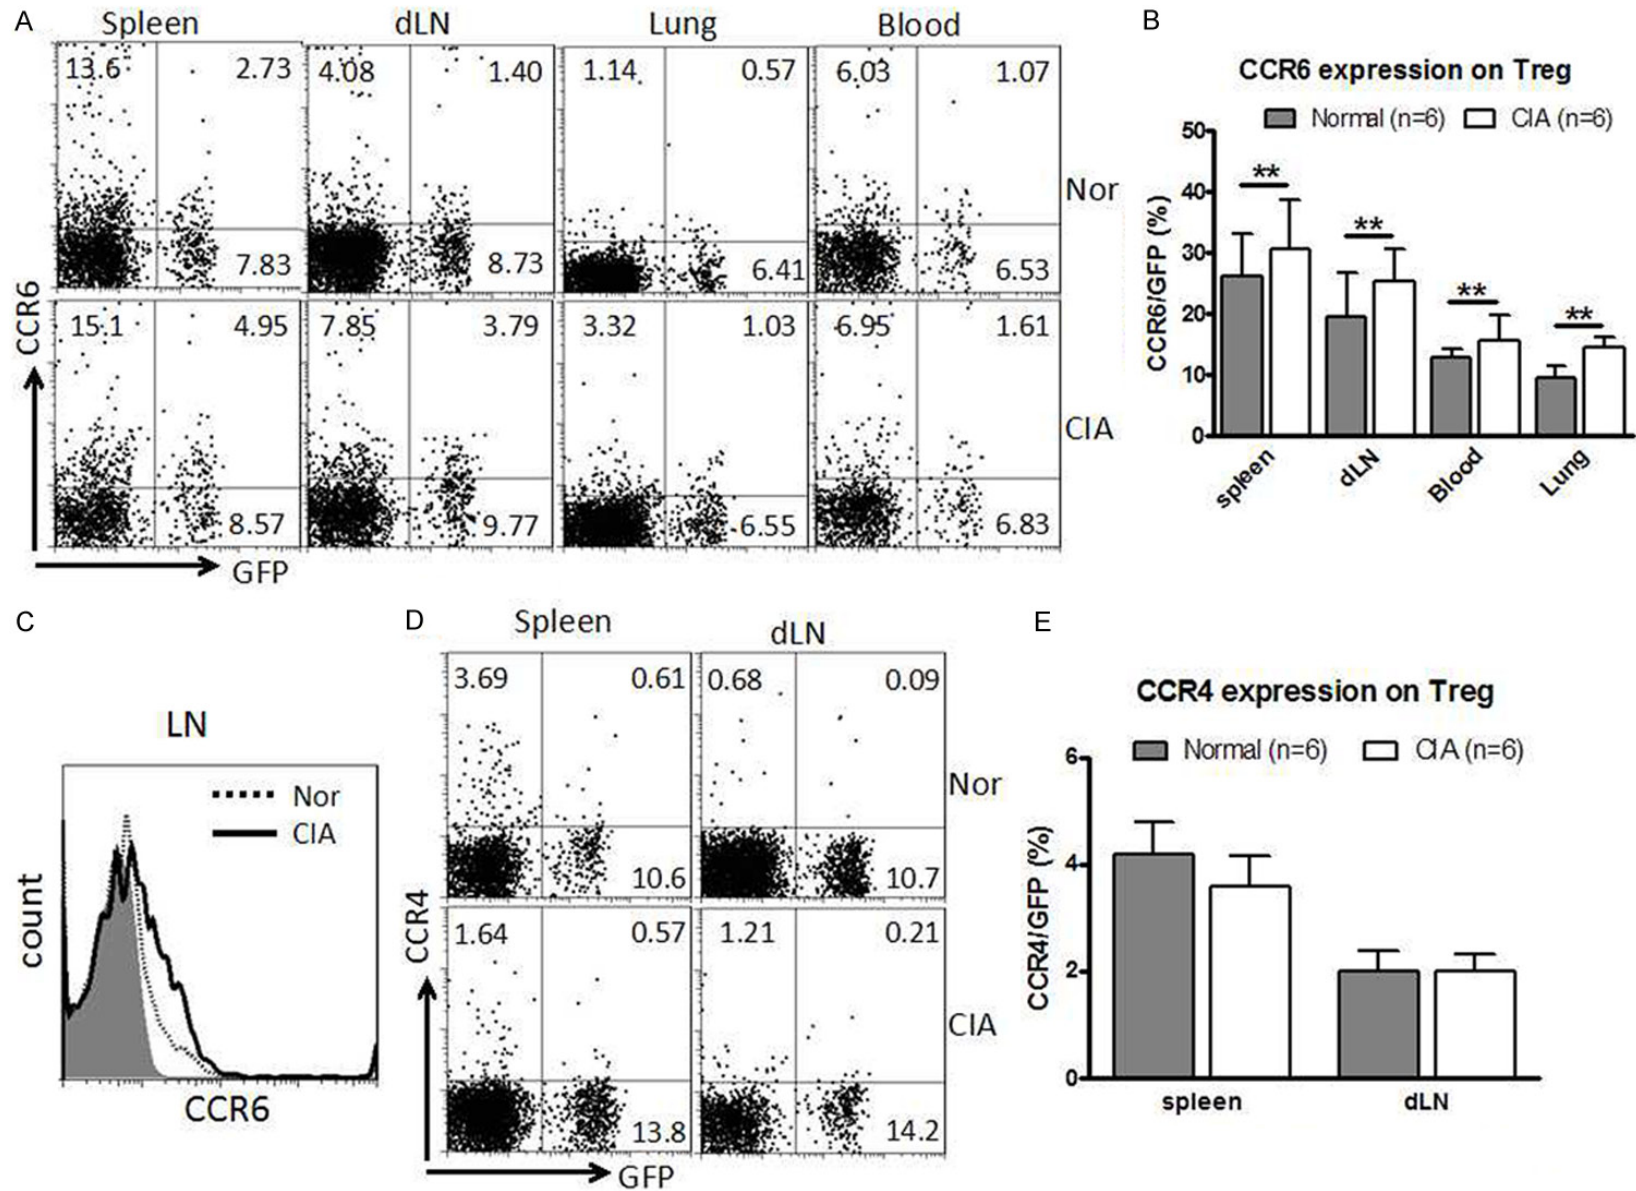 A
Spleen dLN Lung Blood
13.6 2.73 4.08 1.40 1.14 0.57 6.03 1.07
Nor
7.83 8.73 6.41 6.53
15.1 4.95 7.85 3.79 3.32 1.03 6.95 1.61
CIA
8.57 9.77 6.55 6.83
CCR6
GFP
B
CCR6 expression on Treg
Normal (n=6) CIA (n=6)
CCR6/GFP (%)
50
40
30
20
10
0
** ** ** **
spleen dLN Blood Lung
C
LN
Nor
CIA
count
CCR6
D
Spleen dLN
3.69 0.61 0.68 0.09
Nor
10.6 10.7
1.64 0.57 1.21 0.21
CIA
13.8 14.2
CCR4
GFP
E
CCR4 expression on Treg
Normal (n=6) CIA (n=6)
CCR4/GFP (%)
6
4
2
0
spleen dLN